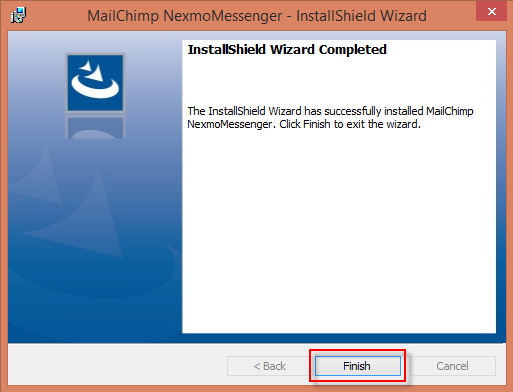 MailChimp NexmoMessenger - InstallShield Wizard
InstallShield Wizard Completed
The InstallShield Wizard has successfully installed MailChimp
NexmoMessenger. Click Finish to exit the wizard.
< Back
Finish
Cancel